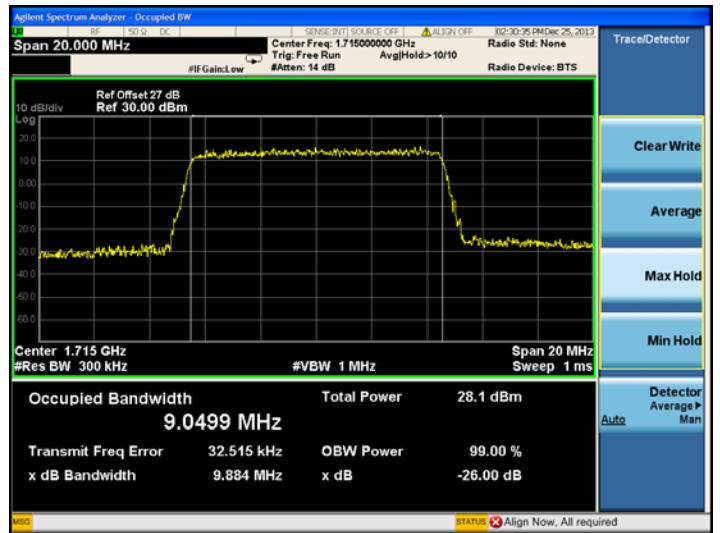 Agilent Spectrum Analyzer - Occupied BW
RF 50 Ω DC SENSE:INT SOURCE OFF ALIGN OFF 02:30:35 PM Dec 25, 2013
Span 20.000 MHz
Center Freq: 1.715000000 GHz
Radio Std: None
Trig: Free Run Avg|Hold:>10/10
#IFGain:Low
#Atten: 14 dB
Radio Device: BTS
Ref Offset 27 dB
10 dB/div Ref 30.00 dBm
Log
20.0
10.0
0.00
-10.0
-20.0
-30.0
-40.0
-50.0
-60.0
Center 1.715 GHz
Span 20 MHz
#Res BW 300 kHz
#VBW 1 MHz
Sweep 1 ms
Occupied Bandwidth
9.0499 MHz
Total Power 28.1 dBm
Transmit Freq Error 32.515 kHz
OBW Power 99.00 %
x dB Bandwidth 9.884 MHz
x dB -26.00 dB
Trace/Detector
Clear Write
Average
Max Hold
Min Hold
Detector
Average▶
Auto Man
MSG
STATUS Align Now, All required